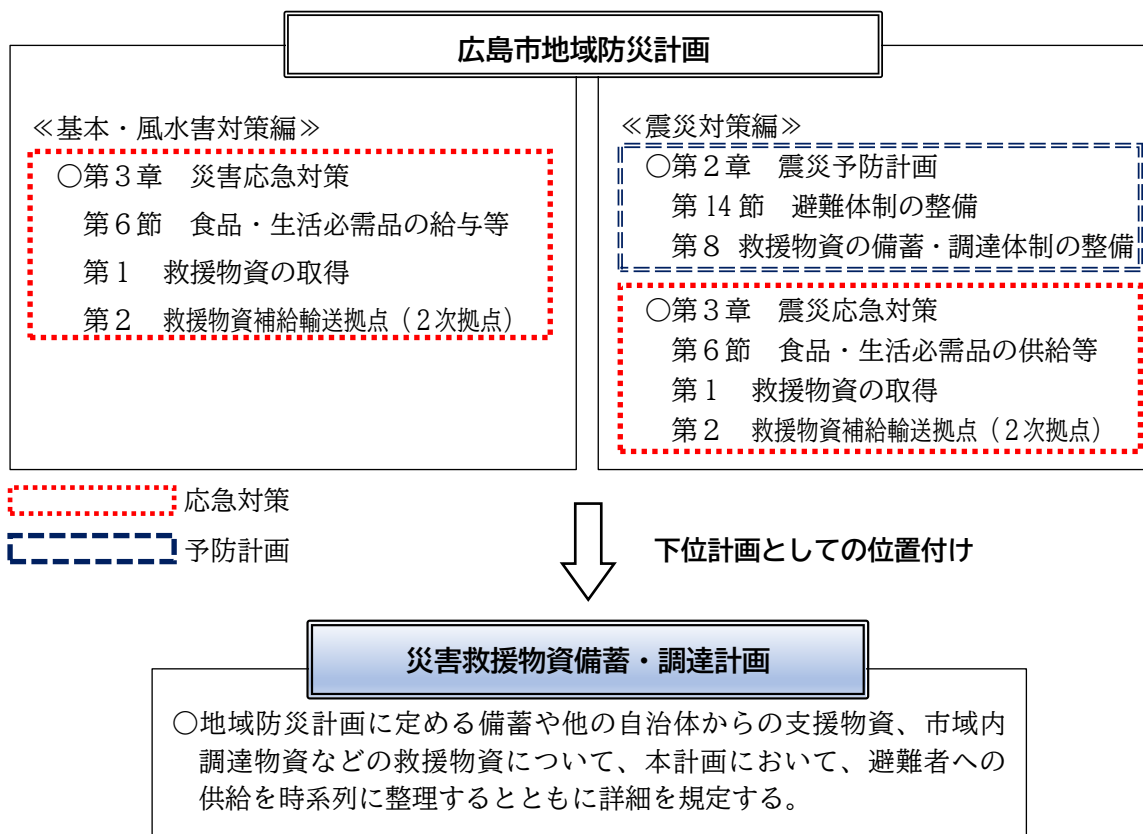 広島市地域防災計画
≪基本・風水害対策編≫
○第３章　災害応急対策
第６節　食品・生活必需品の給与等
第１　救援物資の取得
第２　救援物資補給輸送拠点（２次拠点）
≪震災対策編≫
○第２章　震災予防計画
第 14 節　避難体制の整備
第８ 救援物資の備蓄・調達体制の整備
○第３章　震災応急対策
第６節　食品・生活必需品の供給等
第１　救援物資の取得
第２　救援物資補給輸送拠点（２次拠点）
応急対策
予防計画
下位計画としての位置付け
災害救援物資備蓄・調達計画
○地域防災計画に定める備蓄や他の自治体からの支援物資、市域内
調達物資などの救援物資について、本計画において、避難者への
供給を時系列に整理するとともに詳細を規定する。